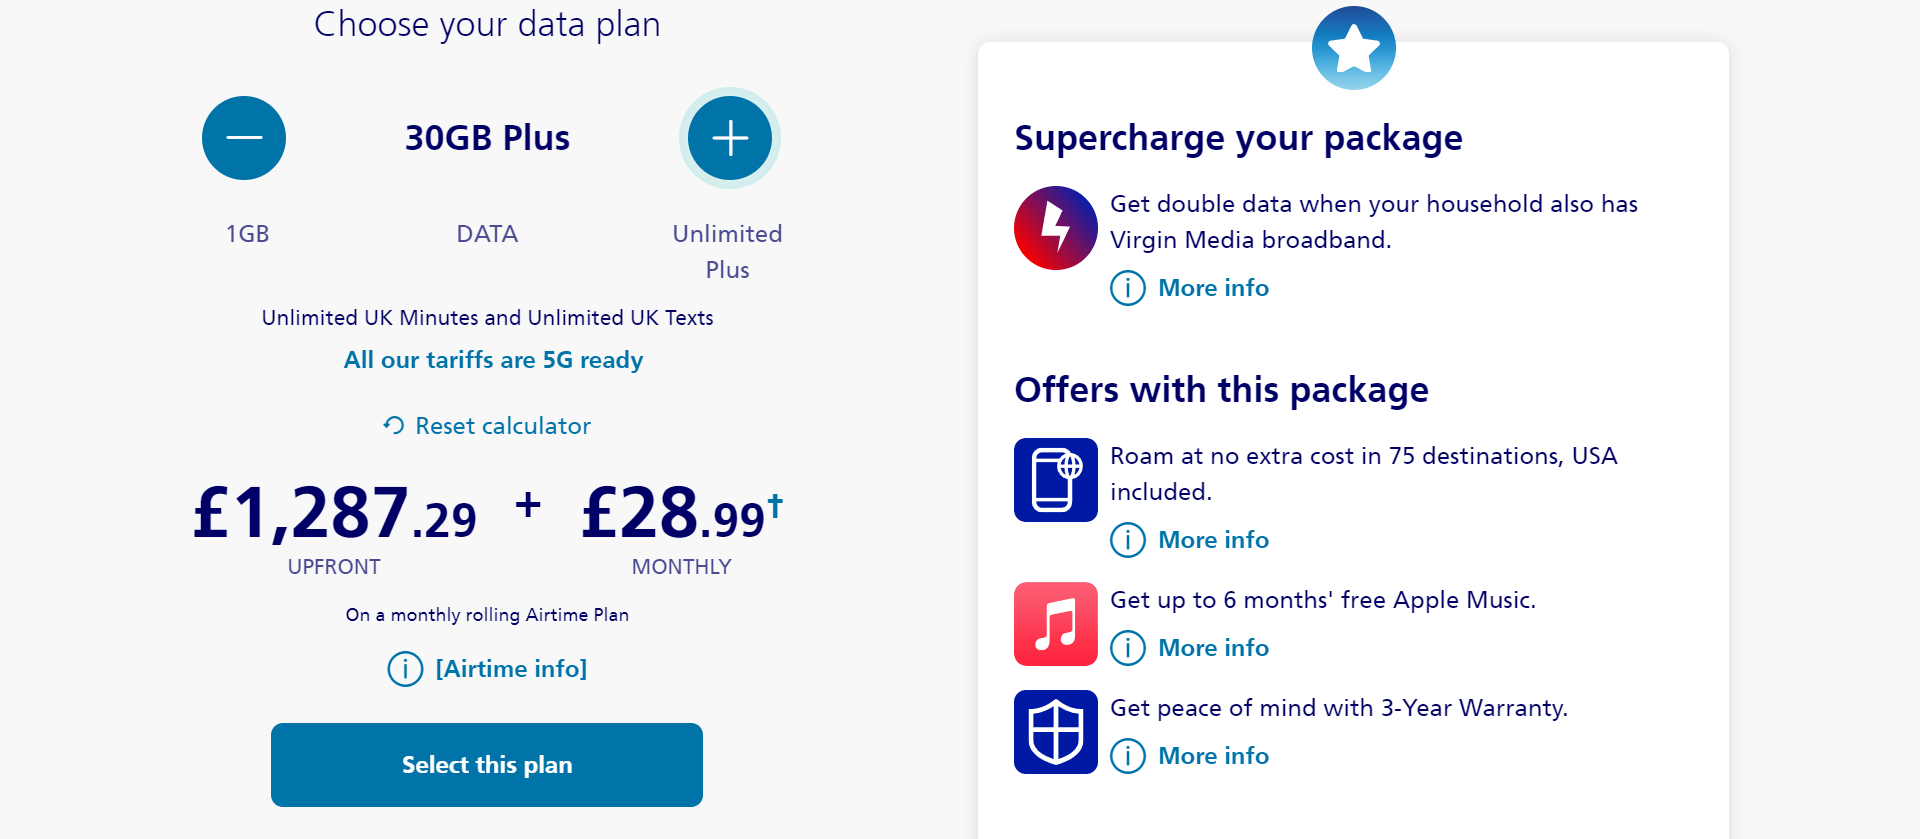 Choose your data plan
30GB Plus
1GB
DATA
Unlimited
Plus
Unlimited UK Minutes and Unlimited UK Texts
All our tariffs are 5G ready
Reset calculator
£1,287.29 + £28.99†
UPFRONT
MONTHLY
On a monthly rolling Airtime Plan
[Airtime info]
Select this plan
Supercharge your package
Get double data when your household also has
Virgin Media broadband.
More info
Offers with this package
Roam at no extra cost in 75 destinations, USA
included.
More info
Get up to 6 months' free Apple Music.
More info
Get peace of mind with 3-Year Warranty.
More info